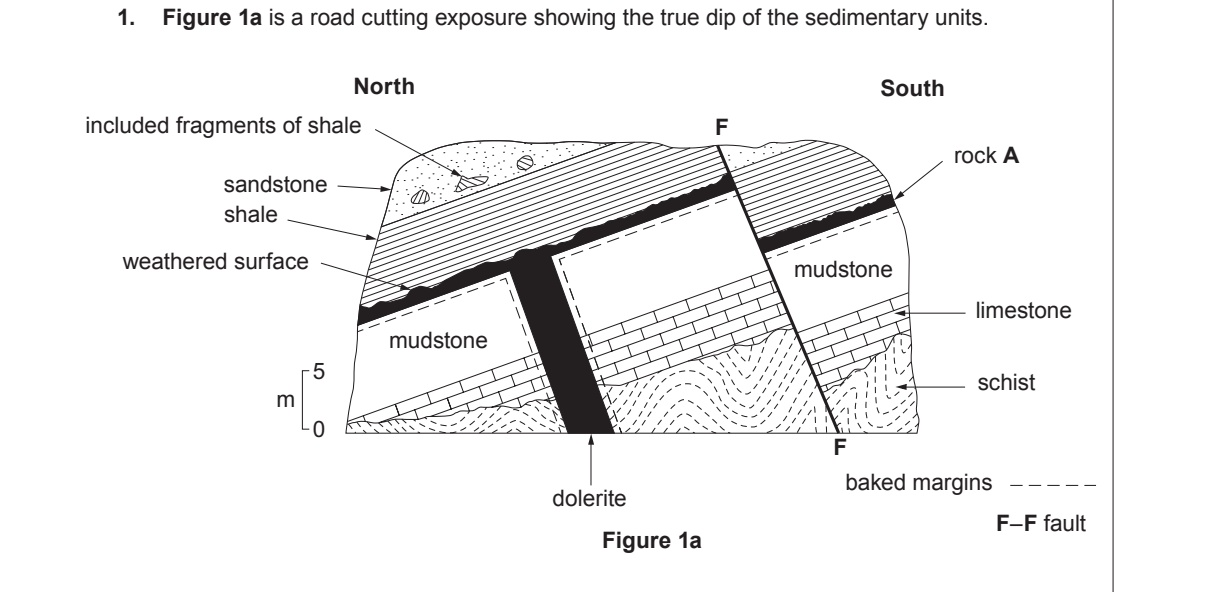 1. Figure 1a is a road cutting exposure showing the true dip of the sedimentary units.
North
South
included fragments of shale
F
rock A
sandstone
shale
weathered surface
mudstone
mudstone
limestone
5
m
0
schist
F
dolerite
baked margins
F–F fault
Figure 1a